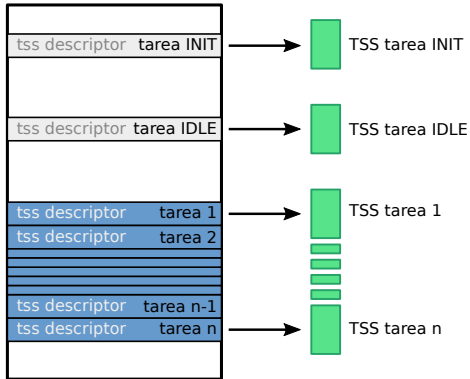 tss descriptor tarea INIT TSS tarea INIT
tss descriptor tarea IDLE TSS tarea IDLE
tss descriptor tarea 1 TSS tarea 1
tss descriptor tarea 2
tss descriptor tarea n-1
tss descriptor tarea n TSS tarea n